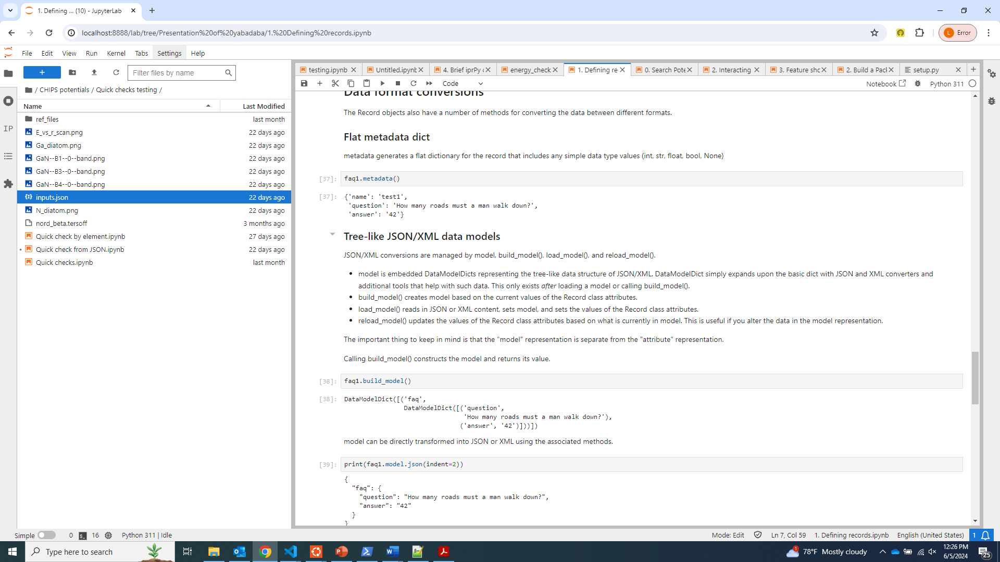 1. Defining ... (10) - JupyterLab
localhost:8888/lab/tree/Presentation%20of%20yabadaba/1.%20Defining%20records.ipynb
L Error
File Edit View Run Kernel Tabs Settings Help
Filter files by name
/ CHIPS potentials / Quick checks testing /
Name Last Modified
ref_files last month
E_vs_r_scan.png 22 days ago
Ga_diatom.png 22 days ago
GaN--B1--0--band.png 22 days ago
GaN--B3--0--band.png 22 days ago
GaN--B4--0--band.png 22 days ago
inputs.json 22 days ago
N_diatom.png 22 days ago
nord_beta.tersoff 3 months ago
Quick check by element.ipynb 27 days ago
Quick check from JSON.ipynb 22 days ago
Quick checks.ipynb last month
IP
testing.ipynb Untitled.ipynb 4. Brief iprPy energy_check 1. Defining re 0. Search Pote 2. Interacting 3. Feature sho 2. Build a Pack setup.py
Code Notebook Python 311
Data format conversions
The Record objects also have a number of methods for converting the data between different formats.
Flat metadata dict
metadata generates a flat dictionary for the record that includes any simple data type values (int, str, float, bool, None)
[37]: faq1.metadata()
[37]: {'name': 'test1',
'question': 'How many roads must a man walk down?',
'answer': '42'}
Tree-like JSON/XML data models
JSON/XML conversions are managed by model, build_model(), load_model(), and reload_model().
• model is embedded DataModelDicts representing the tree-like data structure of JSON/XML. DataModelDict simply expands upon the basic dict with JSON and XML converters and
additional tools that help with such data. This only exists after loading a model or calling build_model().
• build_model() creates model based on the current values of the Record class attributes.
• load_model() reads in JSON or XML content, sets model, and sets the values of the Record class attributes.
• reload_model() updates the values of the Record class attributes based on what is currently in model. This is useful if you alter the data in the model representation.
The important thing to keep in mind is that the "model" representation is separate from the "attribute" representation.
Calling build_model() constructs the model and returns its value.
[38]: faq1.build_model()
[38]: DataModelDict([('faq',
DataModelDict([('question',
'How many roads must a man walk down?'),
('answer', '42')]))])
model can be directly transformed into JSON or XML using the associated methods.
[39]: print(faq1.model.json(indent=2))
{
"faq": {
"question": "How many roads must a man walk down?",
"answer": "42"
}
}
Simple 0 $_ 16 Python 311 | Idle Mode: Edit Ln 7, Col 59 1. Defining records.ipynb English (United States) 1
Type here to search 1 78°F Mostly cloudy 12:26 PM
6/5/2024 25